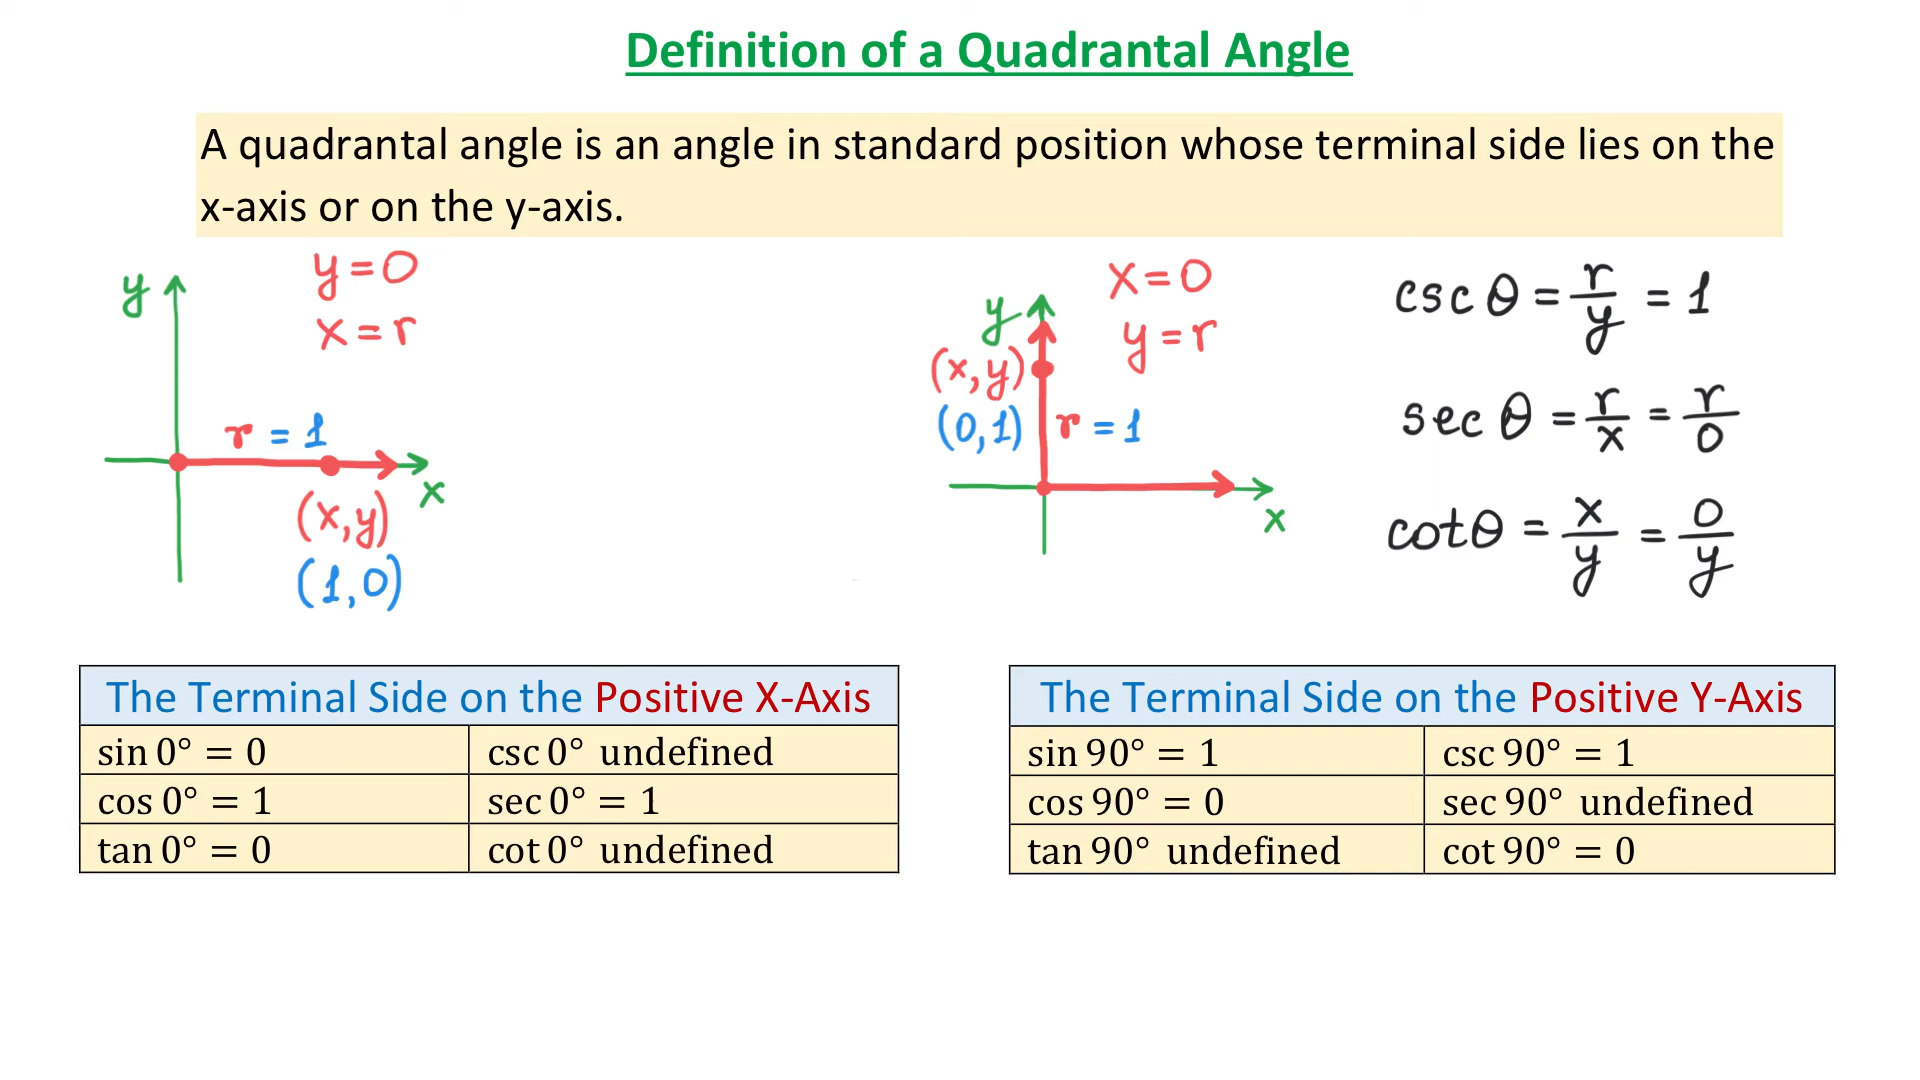 Definition of a Quadrantal Angle
A quadrantal angle is an angle in standard position whose terminal side lies on the
x-axis or on the y-axis.
y
y = 0
x = r
r = 1
x
(x,y)
(1,0)
y
x = 0
y = r
(x,y)
(0,1)
r = 1
x
csc θ = r/y = 1
sec θ = r/x = r/0
cot θ = x/y = 0/y
The Terminal Side on the Positive X-Axis
sin 0° = 0 csc 0° undefined
cos 0° = 1 sec 0° = 1
tan 0° = 0 cot 0° undefined
The Terminal Side on the Positive Y-Axis
sin 90° = 1 csc 90° = 1
cos 90° = 0 sec 90° undefined
tan 90° undefined cot 90° = 0